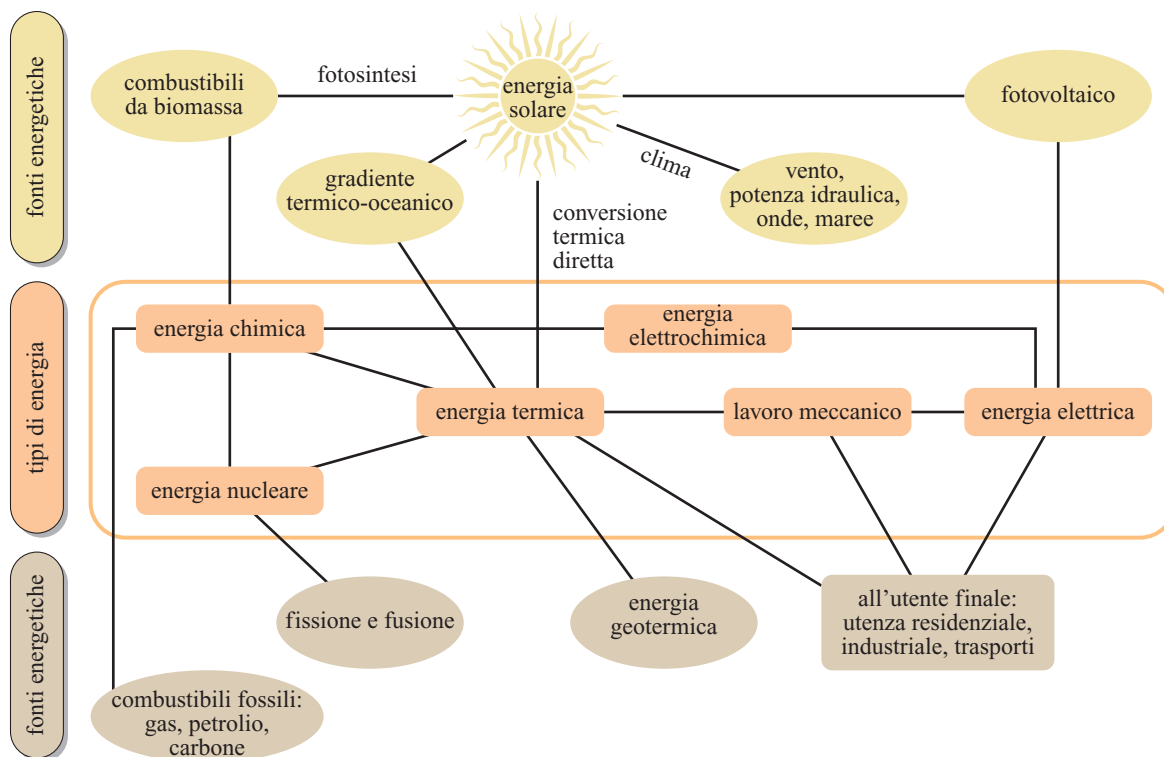 fonti energetiche
combustibili
da biomassa
fotosintesi
energia
solare
fotovoltaico
gradiente
termico-oceanico
clima
vento,
potenza idraulica,
onde, maree
conversione
termica
diretta
tipi di energia
energia chimica
energia
elettrochimica
energia termica
lavoro meccanico
energia elettrica
energia nucleare
fonti energetiche
fissione e fusione
energia
geotermica
all’utente finale:
utenza residenziale,
industriale, trasporti
combustibili fossili:
gas, petrolio,
carbone